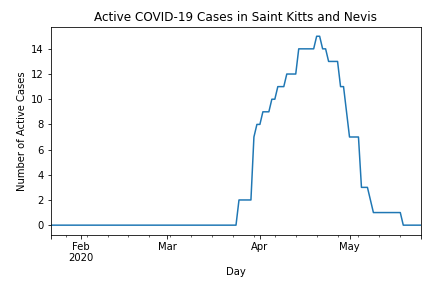 Active COVID-19 Cases in Saint Kitts and Nevis
Number of Active Cases
14
12
10
8
6
4
2
0
Feb
2020
Mar
Apr
May
Day